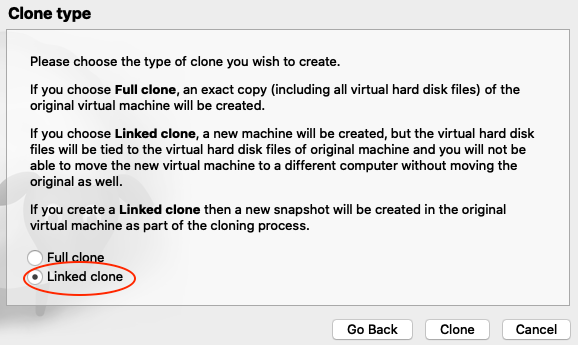 Clone type
Please choose the type of clone you wish to create.
If you choose Full clone, an exact copy (including all virtual hard disk files) of the
original virtual machine will be created.
If you choose Linked clone, a new machine will be created, but the virtual hard disk
files will be tied to the virtual hard disk files of original machine and you will not be
able to move the new virtual machine to a different computer without moving the
original as well.
If you create a Linked clone then a new snapshot will be created in the original
virtual machine as part of the cloning process.
Full clone
Linked clone
Go Back Clone Cancel